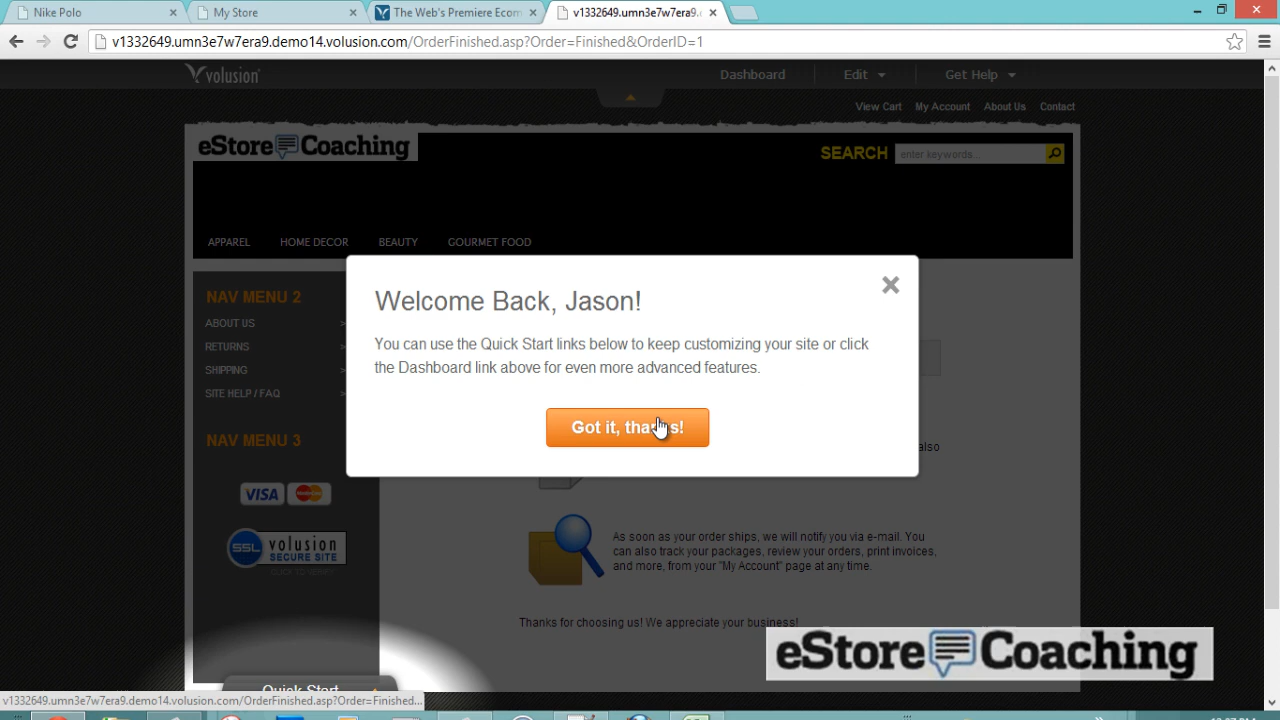 Nike Polo
My Store
The Web's Premiere Ecom
v1332649.umn3e7w7era9.
v1332649.umn3e7w7era9.demo14.volusion.com/OrderFinished.asp?Order=Finished&OrderID=1
volusion
Dashboard
Edit
Get Help
View Cart
My Account
About Us
Contact
eStore Coaching
SEARCH
enter keywords...
APPAREL
HOME DECOR
BEAUTY
GOURMET FOOD
NAV MENU 2
ABOUT US >
RETURNS >
SHIPPING >
SITE HELP / FAQ >
Welcome Back, Jason!
You can use the Quick Start links below to keep customizing your site or click
the Dashboard link above for even more advanced features.
Got it, thanks!
also
NAV MENU 3
VISA
MasterCard
SSL
volusion
SECURE SITE
CLICK TO VERIFY
As soon as your order ships, we will notify you via e-mail. You
can also track your packages, review your orders, print invoices,
and more, from your "My Account" page at any time.
Thanks for choosing us! We appreciate your business!
eStore Coaching
Quick Start
v1332649.umn3e7w7era9.demo14.volusion.com/OrderFinished.asp?Order=Finished...